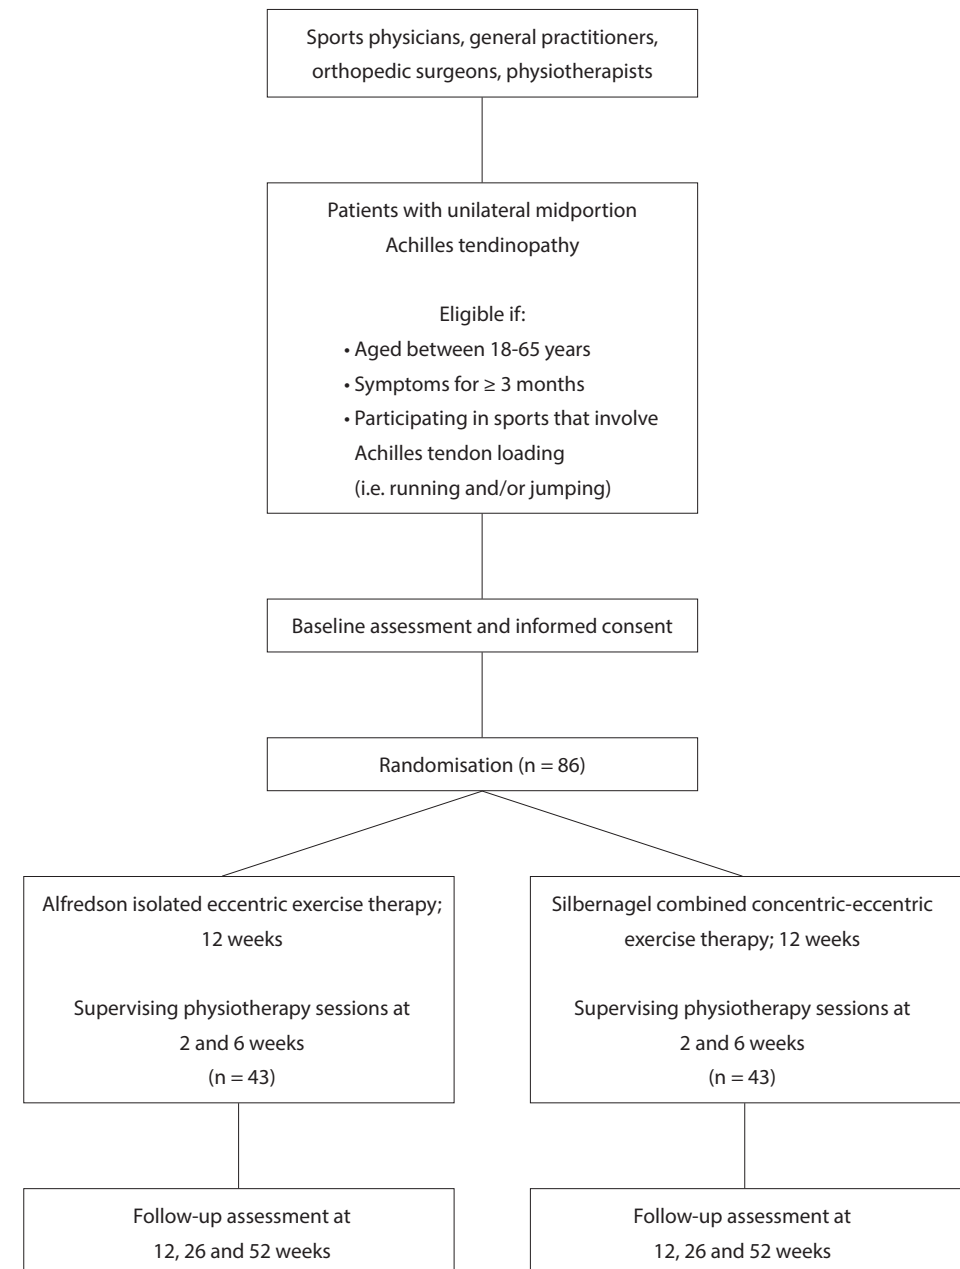 Sports physicians, general practitioners,
orthopedic surgeons, physiotherapists
Patients with unilateral midportion
Achilles tendinopathy
Eligible if:
• Aged between 18-65 years
• Symptoms for ≥ 3 months
• Participating in sports that involve
Achilles tendon loading
(i.e. running and/or jumping)
Baseline assessment and informed consent
Randomisation (n = 86)
Alfredson isolated eccentric exercise therapy;
12 weeks
Supervising physiotherapy sessions at
2 and 6 weeks
(n = 43)
Silbernagel combined concentric-eccentric
exercise therapy; 12 weeks
Supervising physiotherapy sessions at
2 and 6 weeks
(n = 43)
Follow-up assessment at
12, 26 and 52 weeks
Follow-up assessment at
12, 26 and 52 weeks